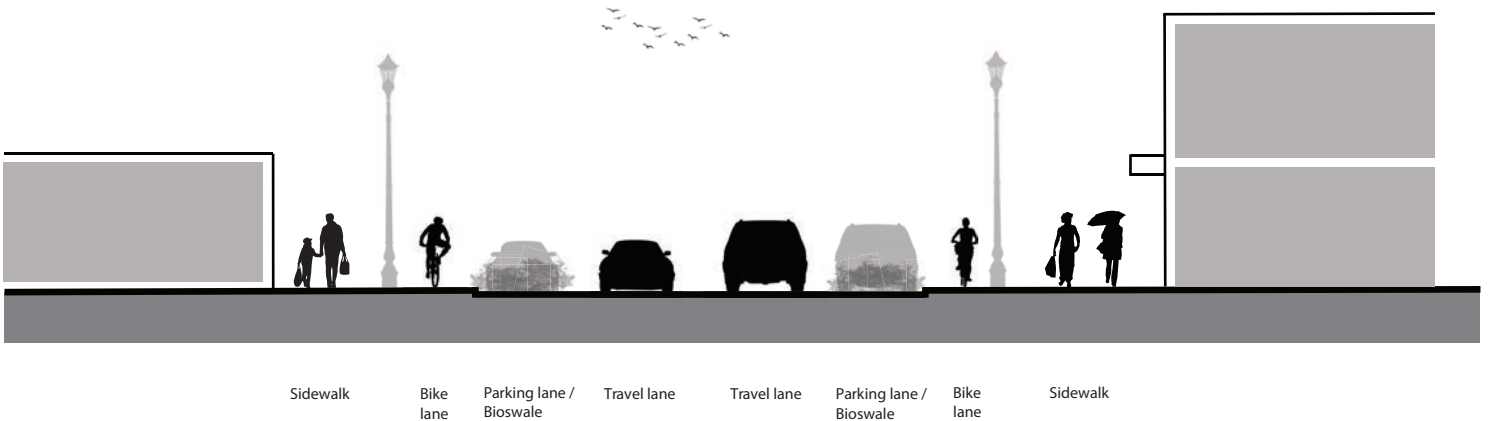 Sidewalk
Bike
lane
Parking lane /
Bioswale
Travel lane
Travel lane
Parking lane /
Bioswale
Bike
lane
Sidewalk